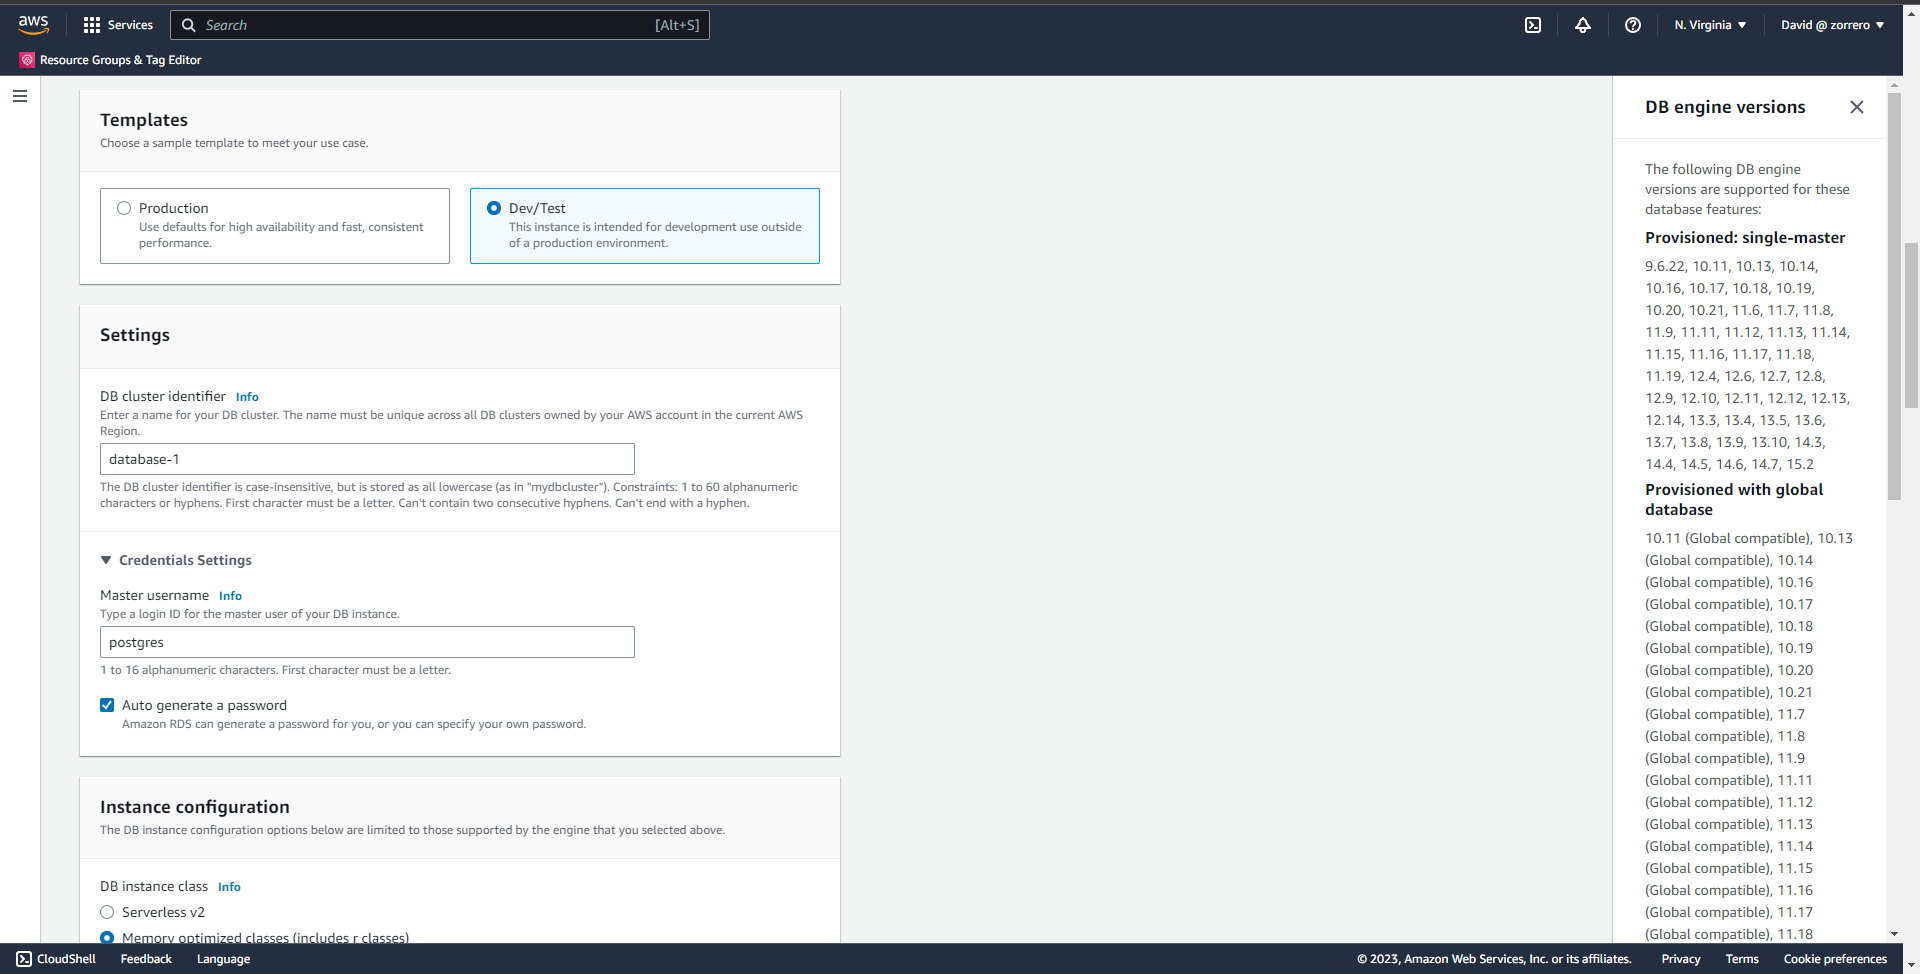 aws
Services
Search
[Alt+S]
N. Virginia
David @ zorrero
Resource Groups & Tag Editor
Templates
Choose a sample template to meet your use case.
Production
Use defaults for high availability and fast, consistent
performance.
Dev/Test
This instance is intended for development use outside
of a production environment.
Settings
DB cluster identifier Info
Enter a name for your DB cluster. The name must be unique across all DB clusters owned by your AWS account in the current AWS
Region.
database-1
The DB cluster identifier is case-insensitive, but is stored as all lowercase (as in "mydbcluster"). Constraints: 1 to 60 alphanumeric
characters or hyphens. First character must be a letter. Can't contain two consecutive hyphens. Can't end with a hyphen.
Credentials Settings
Master username Info
Type a login ID for the master user of your DB instance.
postgres
1 to 16 alphanumeric characters. First character must be a letter.
Auto generate a password
Amazon RDS can generate a password for you, or you can specify your own password.
Instance configuration
The DB instance configuration options below are limited to those supported by the engine that you selected above.
DB instance class Info
Serverless v2
Memory optimized classes (includes r classes)
DB engine versions
The following DB engine
versions are supported for these
database features:
Provisioned: single-master
9.6.22, 10.11, 10.13, 10.14,
10.16, 10.17, 10.18, 10.19,
10.20, 10.21, 11.6, 11.7, 11.8,
11.9, 11.11, 11.12, 11.13, 11.14,
11.15, 11.16, 11.17, 11.18,
11.19, 12.4, 12.6, 12.7, 12.8,
12.9, 12.10, 12.11, 12.12, 12.13,
12.14, 13.3, 13.4, 13.5, 13.6,
13.7, 13.8, 13.9, 13.10, 14.3,
14.4, 14.5, 14.6, 14.7, 15.2
Provisioned with global
database
10.11 (Global compatible), 10.13
(Global compatible), 10.14
(Global compatible), 10.16
(Global compatible), 10.17
(Global compatible), 10.18
(Global compatible), 10.19
(Global compatible), 10.20
(Global compatible), 10.21
(Global compatible), 11.7
(Global compatible), 11.8
(Global compatible), 11.9
(Global compatible), 11.11
(Global compatible), 11.12
(Global compatible), 11.13
(Global compatible), 11.14
(Global compatible), 11.15
(Global compatible), 11.16
(Global compatible), 11.17
(Global compatible), 11.18
CloudShell
Feedback
Language
© 2023, Amazon Web Services, Inc. or its affiliates.
Privacy
Terms
Cookie preferences